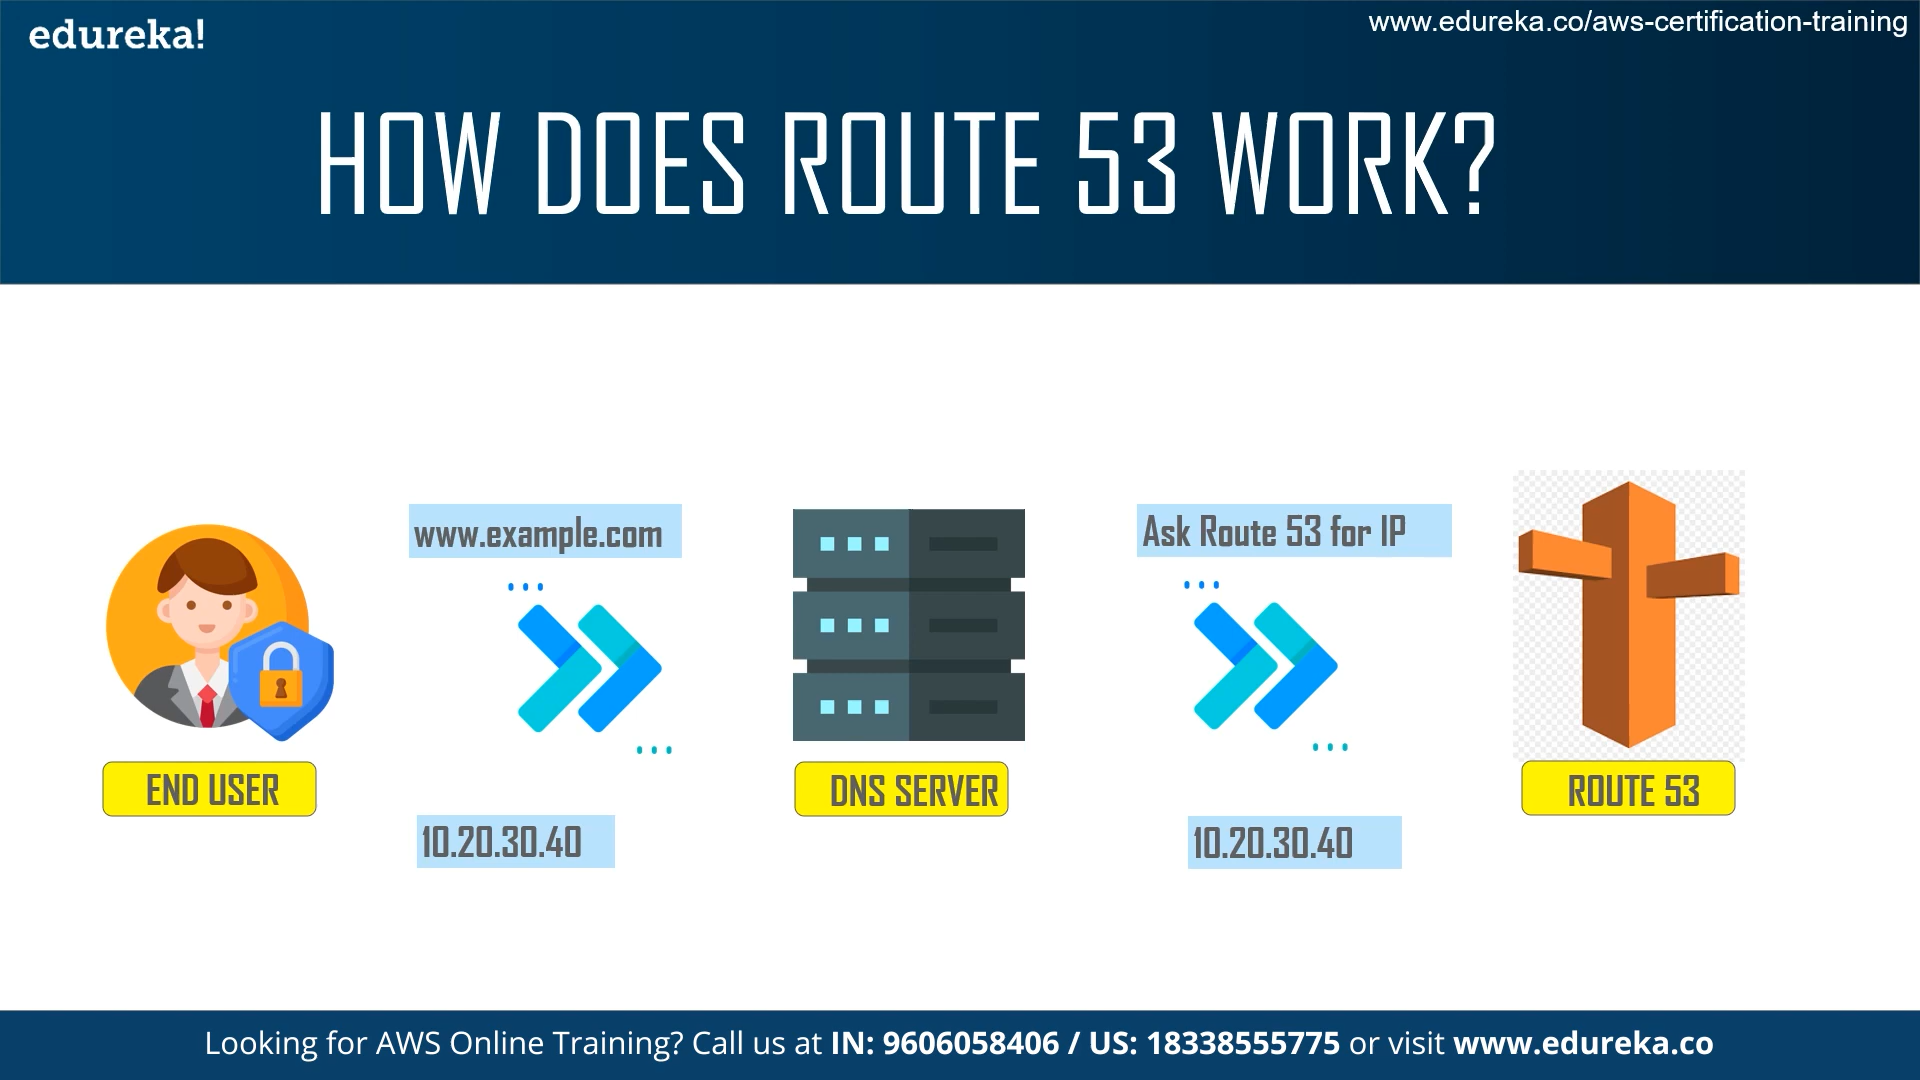 edureka!
www.edureka.co/aws-certification-training
HOW DOES ROUTE 53 WORK?
www.example.com
Ask Route 53 for IP
END USER
DNS SERVER
ROUTE 53
10.20.30.40
10.20.30.40
Looking for AWS Online Training? Call us at IN: 9606058406 / US: 18338555775 or visit www.edureka.co